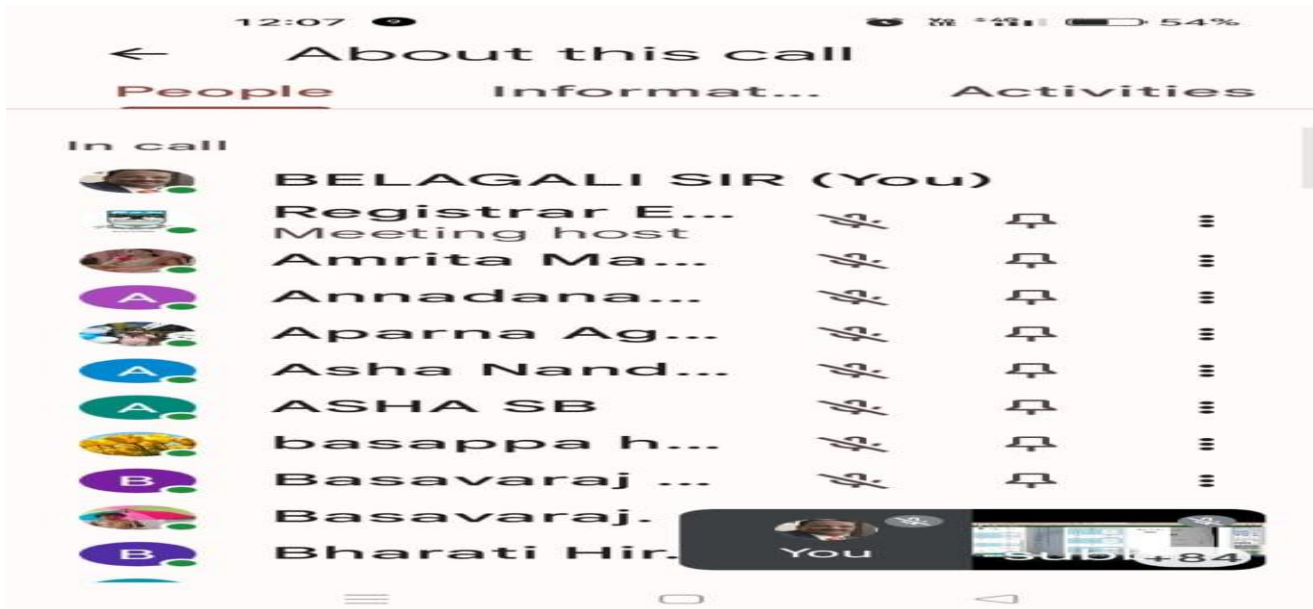 12:07 54%
About this call
People Informat... Activities
In call
BELAGALI SIR (You)
Registrar E...
Meeting host
Amrita Ma...
A Annadana...
Aparna Ag...
A Asha Nand...
A ASHA SB
basappa h...
B Basavaraj ...
Basavaraj.
B Bharati Hir.
You +84